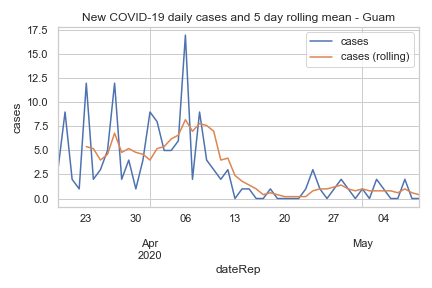 New COVID-19 daily cases and 5 day rolling mean - Guam
cases
cases (rolling)
cases
17.5
15.0
12.5
10.0
7.5
5.0
2.5
0.0
23 30 06 13 20 27 04
Apr May
2020
dateRep